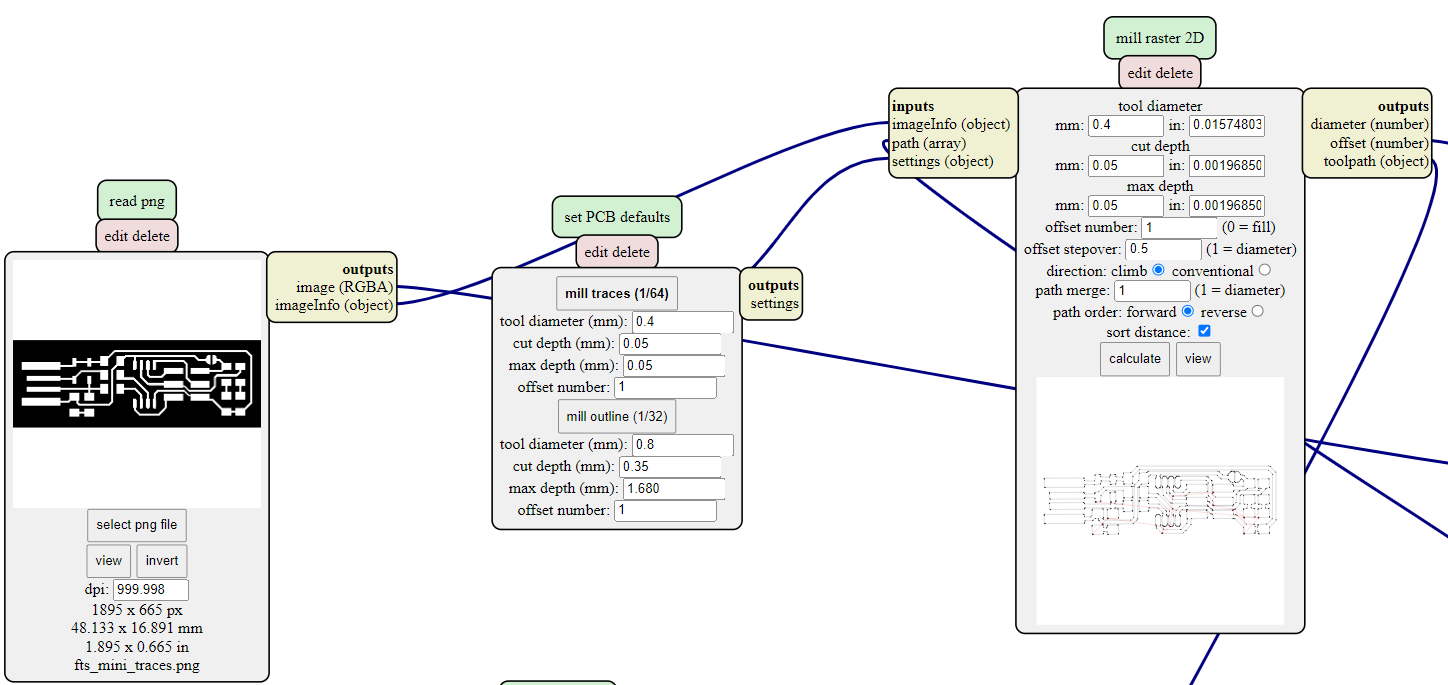 read png
edit delete
outputs
image (RGBA)
imageInfo (object)
select png file
view invert
dpi: 999.998
1895 x 665 px
48.133 x 16.891 mm
1.895 x 0.665 in
fts_mini_traces.png
set PCB defaults
edit delete
mill traces (1/64)
tool diameter (mm): 0.4
cut depth (mm): 0.05
max depth (mm): 0.05
offset number: 1
mill outline (1/32)
tool diameter (mm): 0.8
cut depth (mm): 0.35
max depth (mm): 1.680
offset number: 1
outputs
settings
mill raster 2D
edit delete
inputs
imageInfo (object)
path (array)
settings (object)
tool diameter
mm: 0.4 in: 0.01574803
cut depth
mm: 0.05 in: 0.00196850
max depth
mm: 0.05 in: 0.00196850
offset number: 1 (0 = fill)
offset stepover: 0.5 (1 = diameter)
direction: climb conventional
path merge: 1 (1 = diameter)
path order: forward reverse
sort distance:
calculate view
outputs
diameter (number)
offset (number)
toolpath (object)